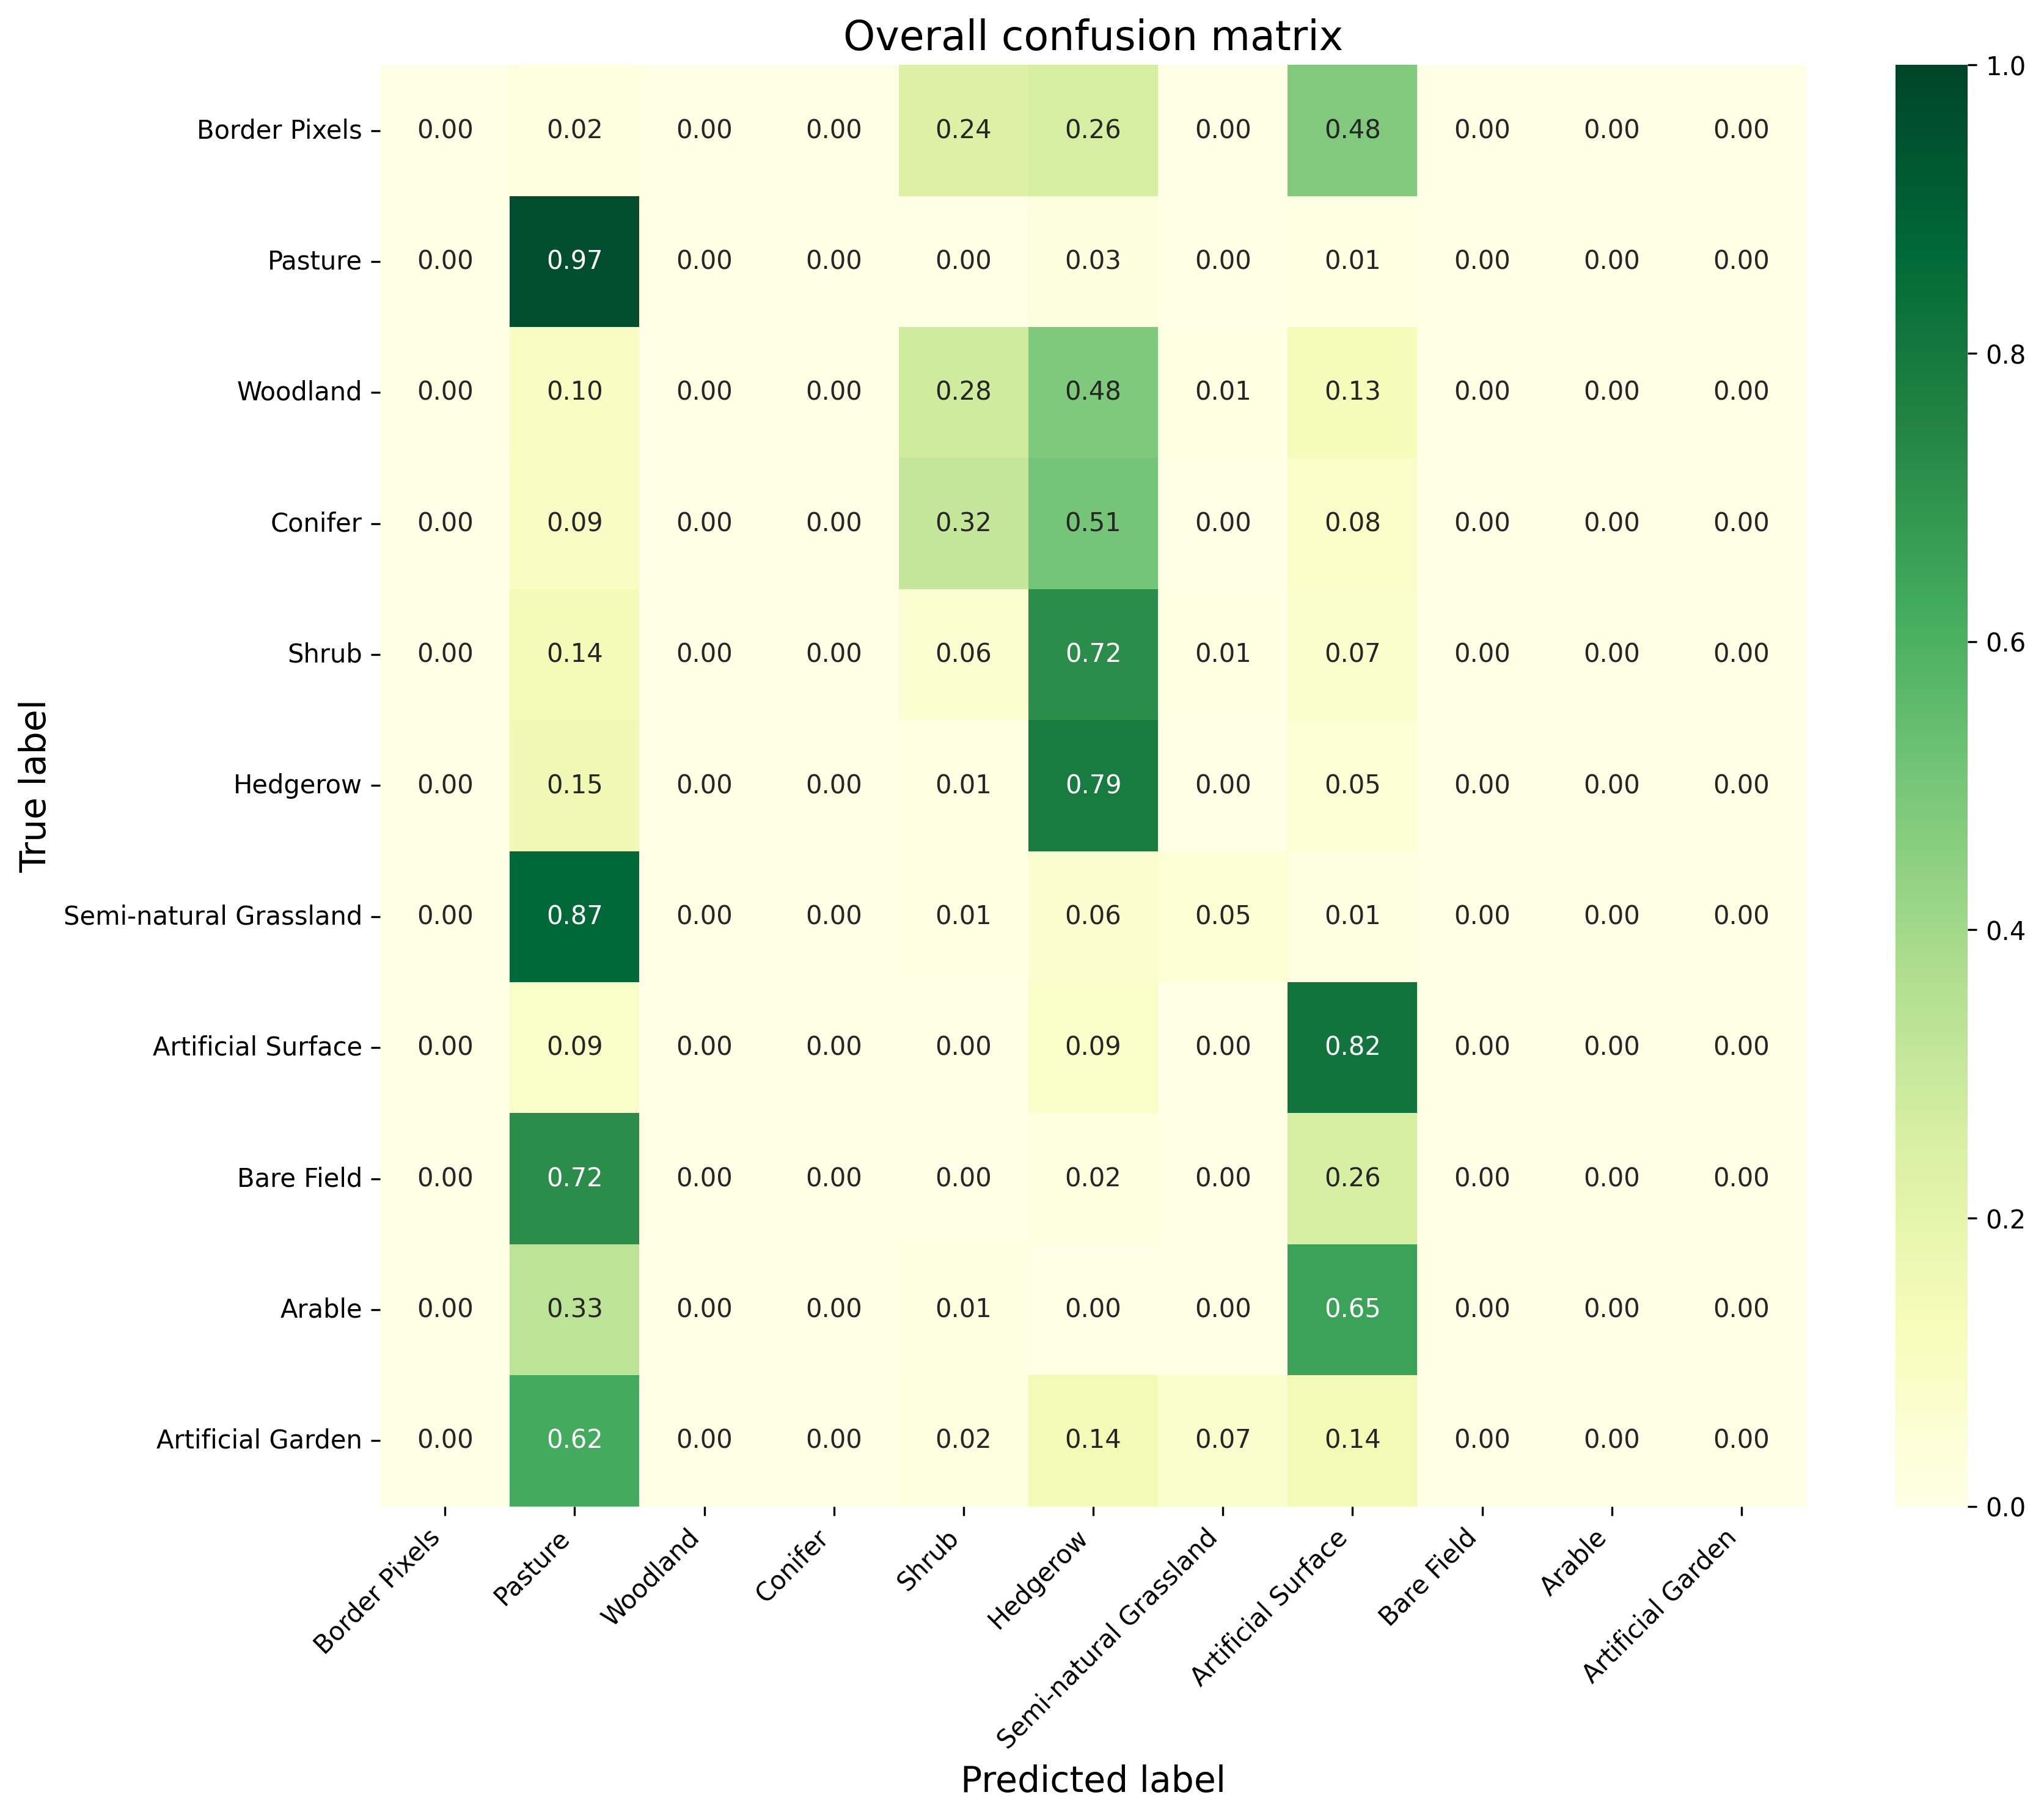 Overall confusion matrix
True label
Border Pixels 0.00 0.02 0.00 0.00 0.24 0.26 0.00 0.48 0.00 0.00 0.00
Pasture 0.00 0.97 0.00 0.00 0.00 0.03 0.00 0.01 0.00 0.00 0.00
Woodland 0.00 0.10 0.00 0.00 0.28 0.48 0.01 0.13 0.00 0.00 0.00
Conifer 0.00 0.09 0.00 0.00 0.32 0.51 0.00 0.08 0.00 0.00 0.00
Shrub 0.00 0.14 0.00 0.00 0.06 0.72 0.01 0.07 0.00 0.00 0.00
Hedgerow 0.00 0.15 0.00 0.00 0.01 0.79 0.00 0.05 0.00 0.00 0.00
Semi-natural Grassland 0.00 0.87 0.00 0.00 0.01 0.06 0.05 0.01 0.00 0.00 0.00
Artificial Surface 0.00 0.09 0.00 0.00 0.00 0.09 0.00 0.82 0.00 0.00 0.00
Bare Field 0.00 0.72 0.00 0.00 0.00 0.02 0.00 0.26 0.00 0.00 0.00
Arable 0.00 0.33 0.00 0.00 0.01 0.00 0.00 0.65 0.00 0.00 0.00
Artificial Garden 0.00 0.62 0.00 0.00 0.02 0.14 0.07 0.14 0.00 0.00 0.00
Border Pixels
Pasture
Woodland
Conifer
Shrub
Hedgerow
Semi-natural Grassland
Artificial Surface
Bare Field
Arable
Artificial Garden
Predicted label
1.0
0.8
0.6
0.4
0.2
0.0